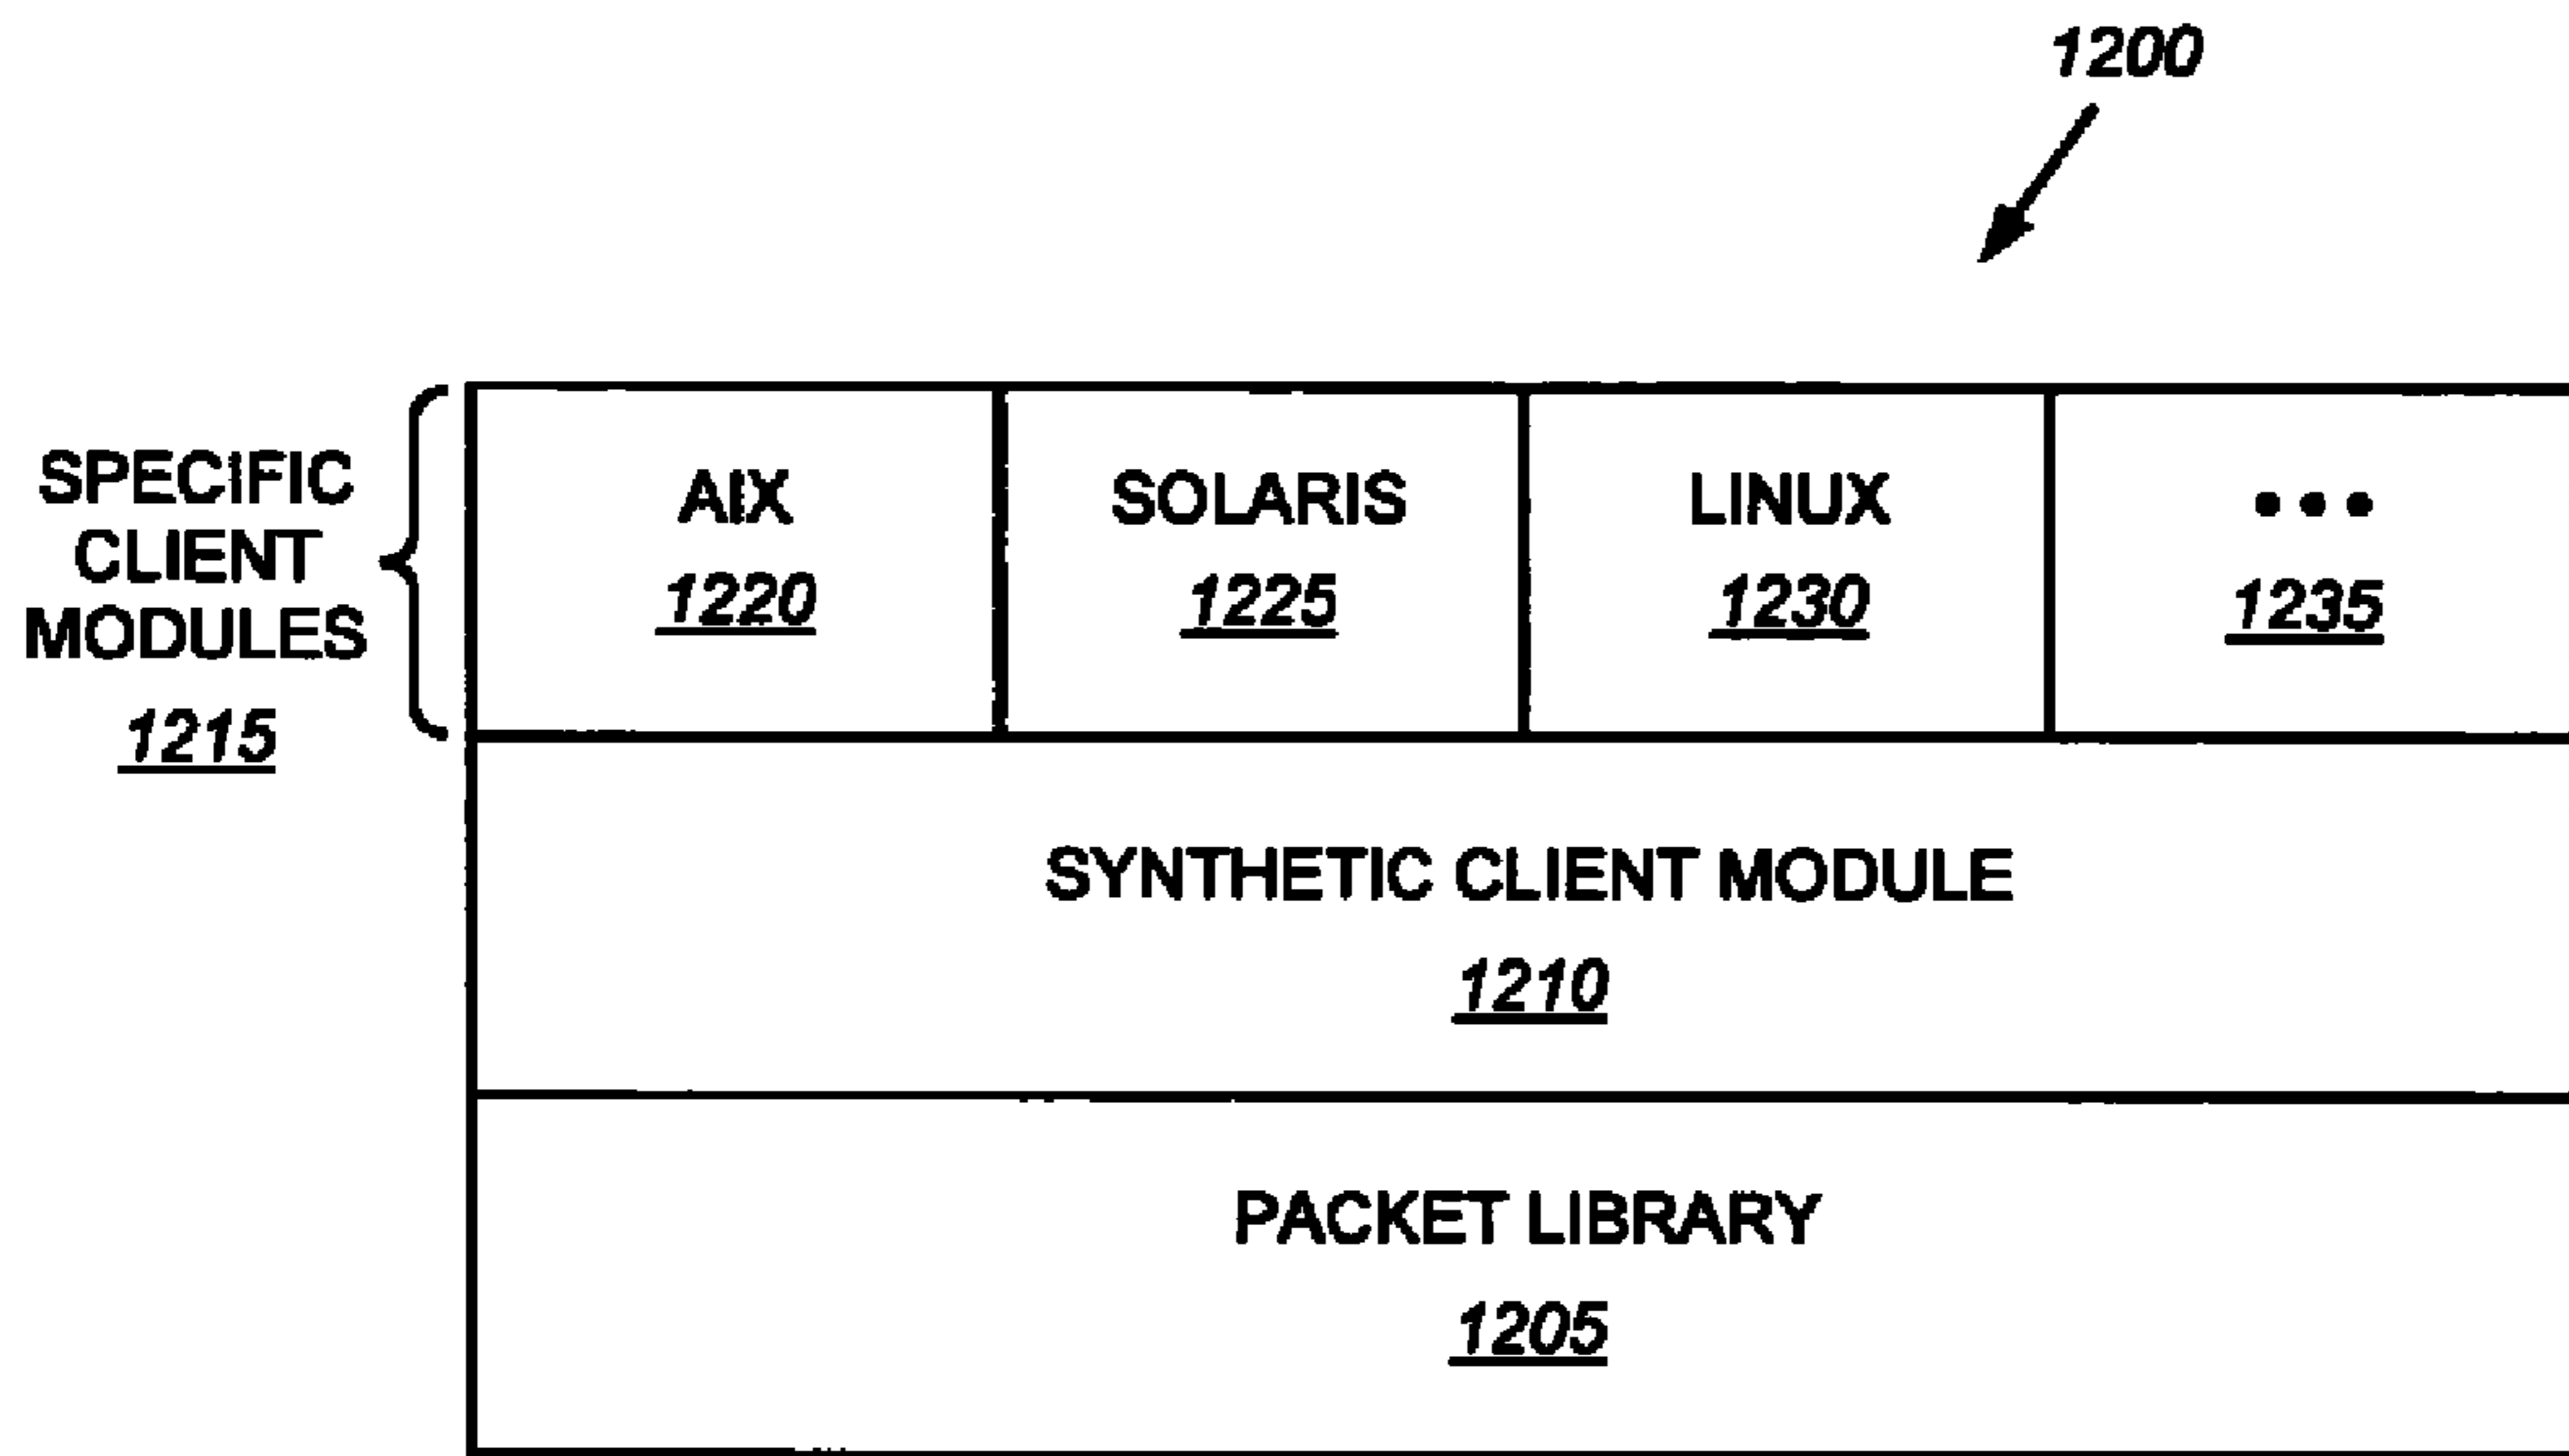 1200
SPECIFIC
CLIENT
MODULES
1215
AIX
1220
SOLARIS
1225
LINUX
1230
•••
1235
SYNTHETIC CLIENT MODULE
1210
PACKET LIBRARY
1205